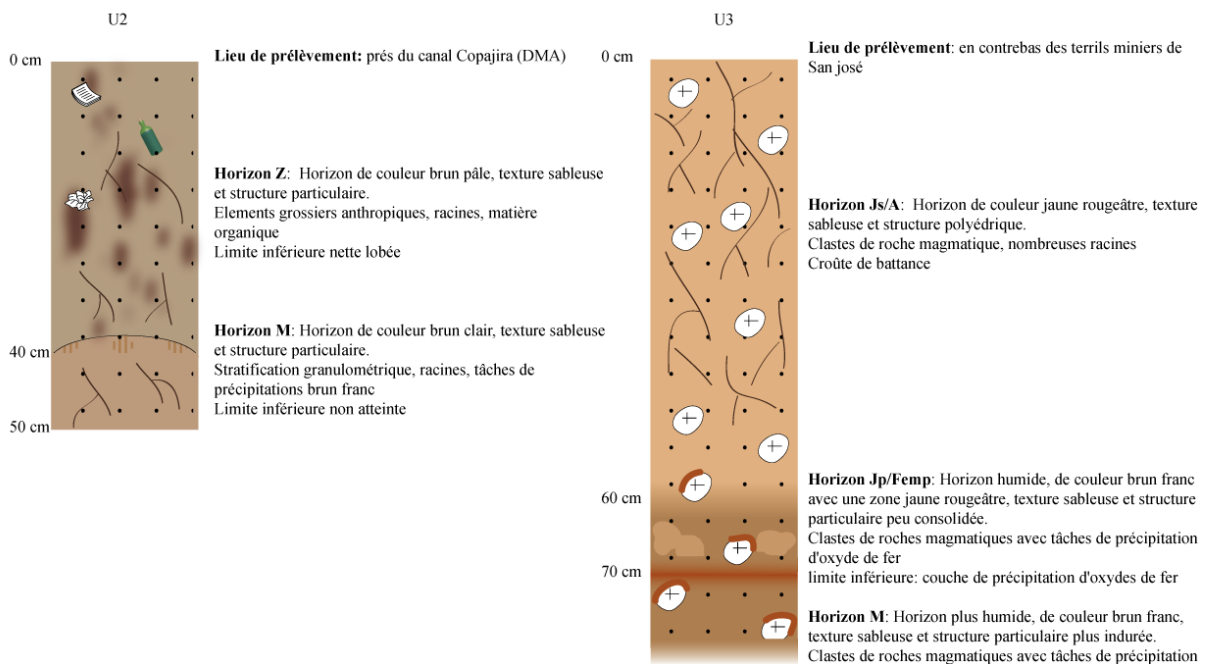 U2
0 cm
Lieu de prélèvement: prés du canal Copajira (DMA)
Horizon Z: Horizon de couleur brun pâle, texture sableuse
et structure particulaire.
Elements grossiers anthropiques, racines, matière
organique
Limite inférieure nette lobée
Horizon M: Horizon de couleur brun clair, texture sableuse
et structure particulaire.
Stratification granulométrique, racines, tâches de
précipitations brun franc
Limite inférieure non atteinte
40 cm
50 cm
U3
0 cm
Lieu de prélèvement: en contrebas des terrils miniers de
San josé
Horizon Js/A: Horizon de couleur jaune rougeâtre, texture
sableuse et structure polyédrique.
Clastes de roche magmatique, nombreuses racines
Croûte de battance
60 cm
Horizon Jp/Femp: Horizon humide, de couleur brun franc
avec une zone jaune rougeâtre, texture sableuse et structure
particulaire peu consolidée.
Clastes de roches magmatiques avec tâches de précipitation
d'oxyde de fer
limite inférieure: couche de précipitation d'oxydes de fer
70 cm
Horizon M: Horizon plus humide, de couleur brun franc,
texture sableuse et structure particulaire plus indurée.
Clastes de roches magmatiques avec tâches de précipitation